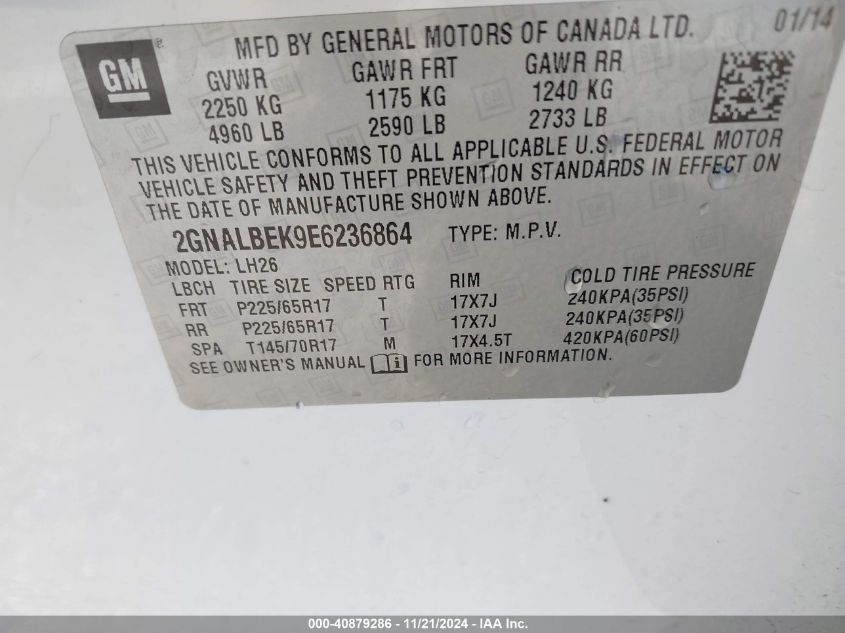 GM ®
MFD BY GENERAL MOTORS OF CANADA LTD. 01/14
GVWR GAWR FRT GAWR RR
2250 KG 1175 KG 1240 KG
4960 LB 2590 LB 2733 LB
THIS VEHICLE CONFORMS TO ALL APPLICABLE U.S. FEDERAL MOTOR
VEHICLE SAFETY AND THEFT PREVENTION STANDARDS IN EFFECT ON
THE DATE OF MANUFACTURE SHOWN ABOVE.
2GNALBEK9E6236864 TYPE: M.P.V.
MODEL: LH26
LBCH TIRE SIZE SPEED RTG RIM COLD TIRE PRESSURE
FRT P225/65R17 T 17X7J 240KPA(35PSI)
RR P225/65R17 T 17X7J 240KPA(35PSI)
SPA T145/70R17 M 17X4.5T 420KPA(60PSI)
SEE OWNER'S MANUAL i FOR MORE INFORMATION.
000-40879286 - 11/21/2024 - IAA Inc.